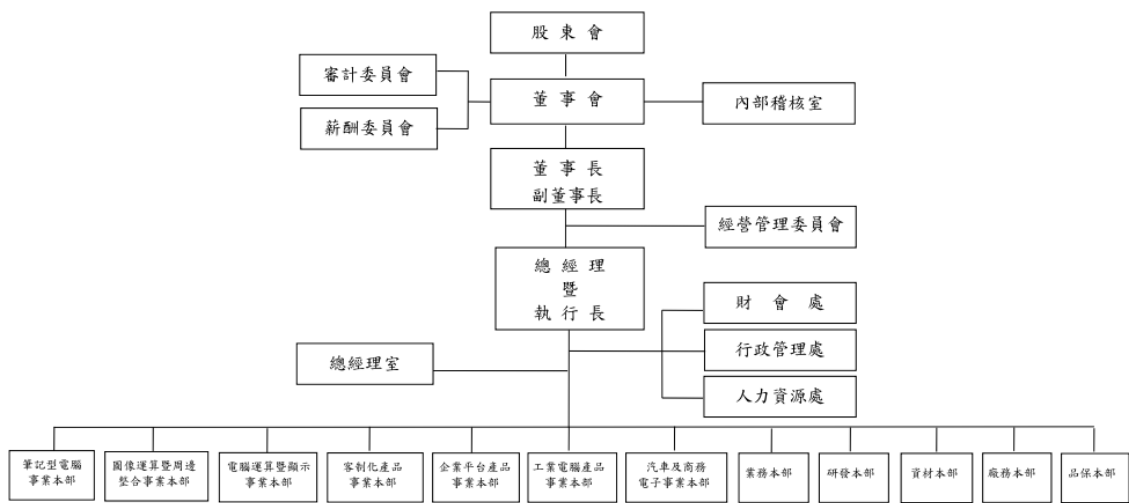 股東會
審計委員會
董事會
內部稽核室
薪酬委員會
董事長
副董事長
經營管理委員會
總經理
暨
執行長
財會處
行政管理處
總經理室
人力資源處
筆記型電腦
事業本部
圖像運算暨周邊
整合事業本部
電腦運算暨顯示
事業本部
客制化產品
事業本部
企業平台產品
事業本部
工業電腦產品
事業本部
汽車及商務
電子事業本部
業務本部
研發本部
資材本部
廠務本部
品保本部